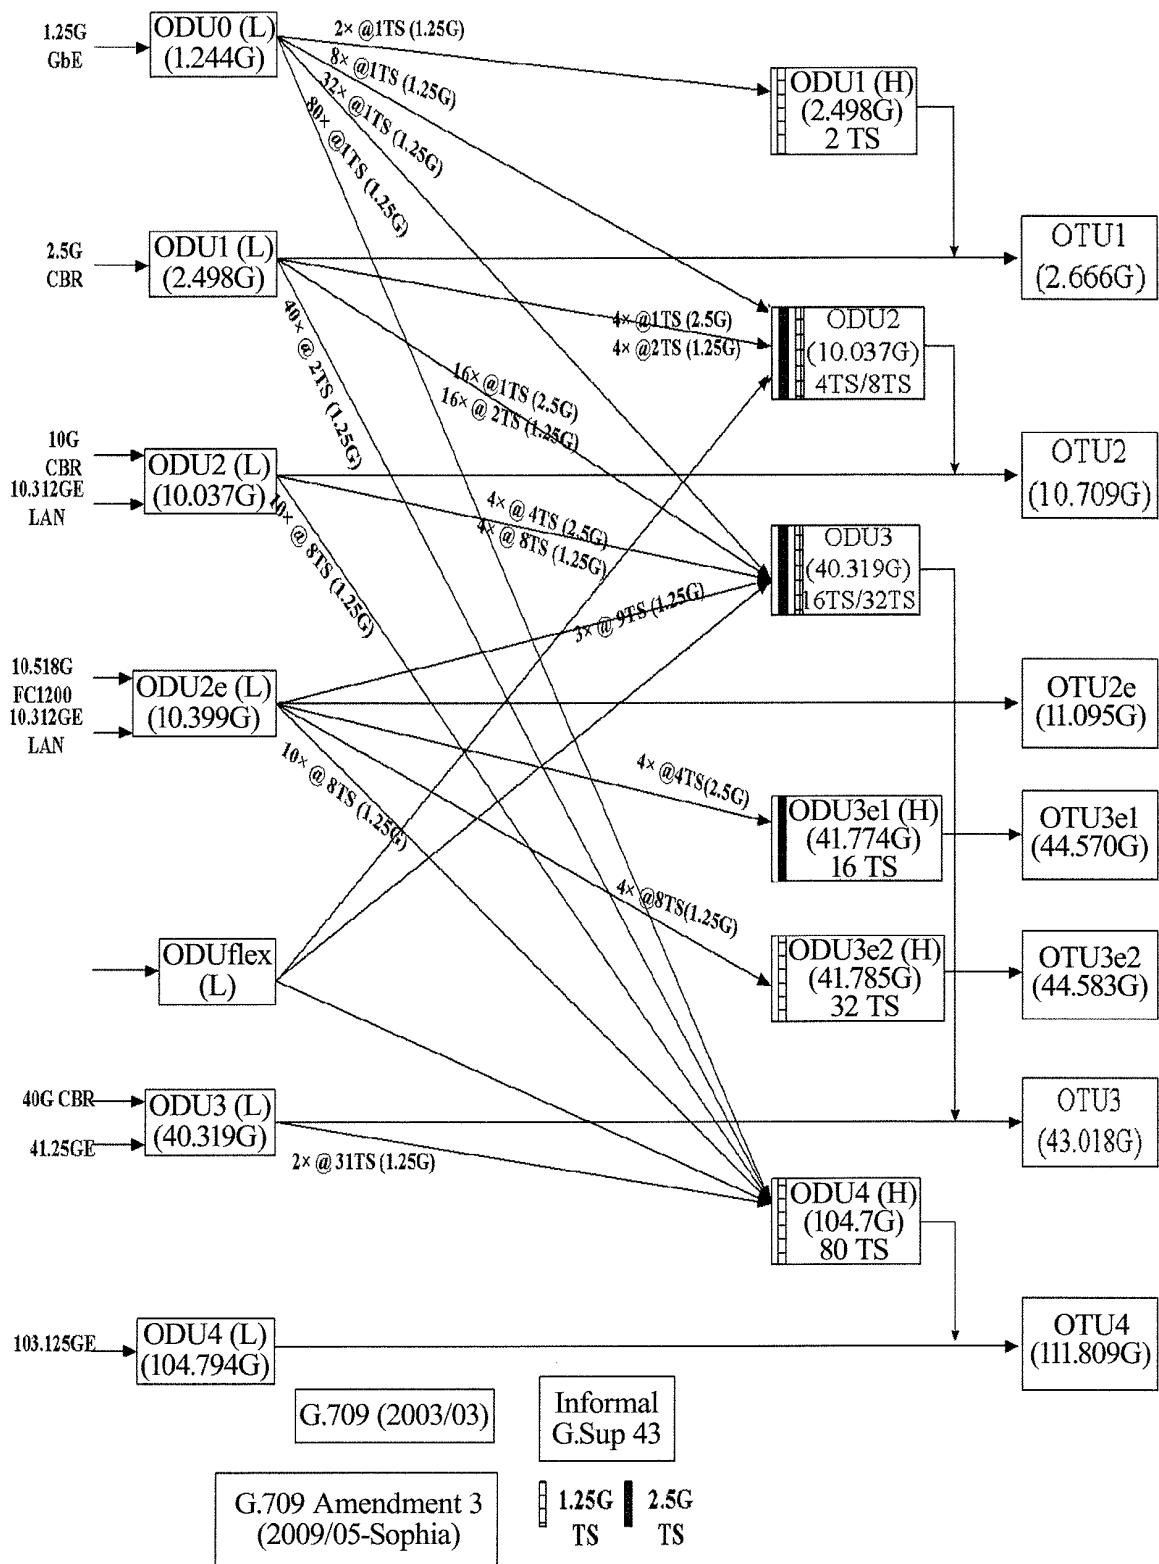 1.25G
GbE
ODU0 (L)
(1.244G)
2× @1TS (1.25G)
8× @1TS (1.25G)
32× @1TS (1.25G)
80× @1TS (1.25G)
ODU1 (H)
(2.498G)
2 TS
2.5G
CBR
ODU1 (L)
(2.498G)
OTU1
(2.666G)
4× @1TS (2.5G)
4× @2TS (1.25G)
16× @1TS (2.5G)
16× @ 2TS (1.25G)
40× @ 2TS (1.25G)
ODU2
(10.037G)
4TS/8TS
10G
CBR
10.312GE
LAN
ODU2 (L)
(10.037G)
OTU2
(10.709G)
4× @ 4TS (2.5G)
4× @ 8TS (1.25G)
10× @ 8TS (1.25G)
ODU3
(40.319G)
16TS/32TS
3× @ 9TS (1.25G)
10.518G
FC1200
10.312GE
LAN
ODU2e (L)
(10.399G)
OTU2e
(11.095G)
4× @4TS(2.5G)
10× @ 8TS (1.25G)
4× @8TS(1.25G)
ODU3e1 (H)
(41.774G)
16 TS
OTU3e1
(44.570G)
ODUflex
(L)
ODU3e2 (H)
(41.785G)
32 TS
OTU3e2
(44.583G)
40G CBR
41.25GE
ODU3 (L)
(40.319G)
2× @ 31TS (1.25G)
OTU3
(43.018G)
ODU4 (H)
(104.7G)
80 TS
103.125GE
ODU4 (L)
(104.794G)
OTU4
(111.809G)
G.709 (2003/03)
Informal
G.Sup 43
G.709 Amendment 3
(2009/05-Sophia)
1.25G
TS
2.5G
TS